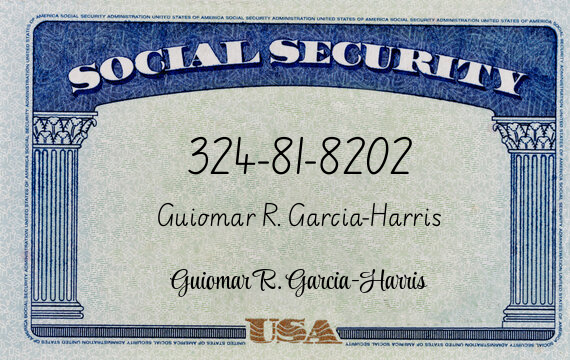 SOCIAL SECURITY
324-81-8202
Guiomar R. Garcia-Harris
Guiomar R. Garcia-Harris
USA